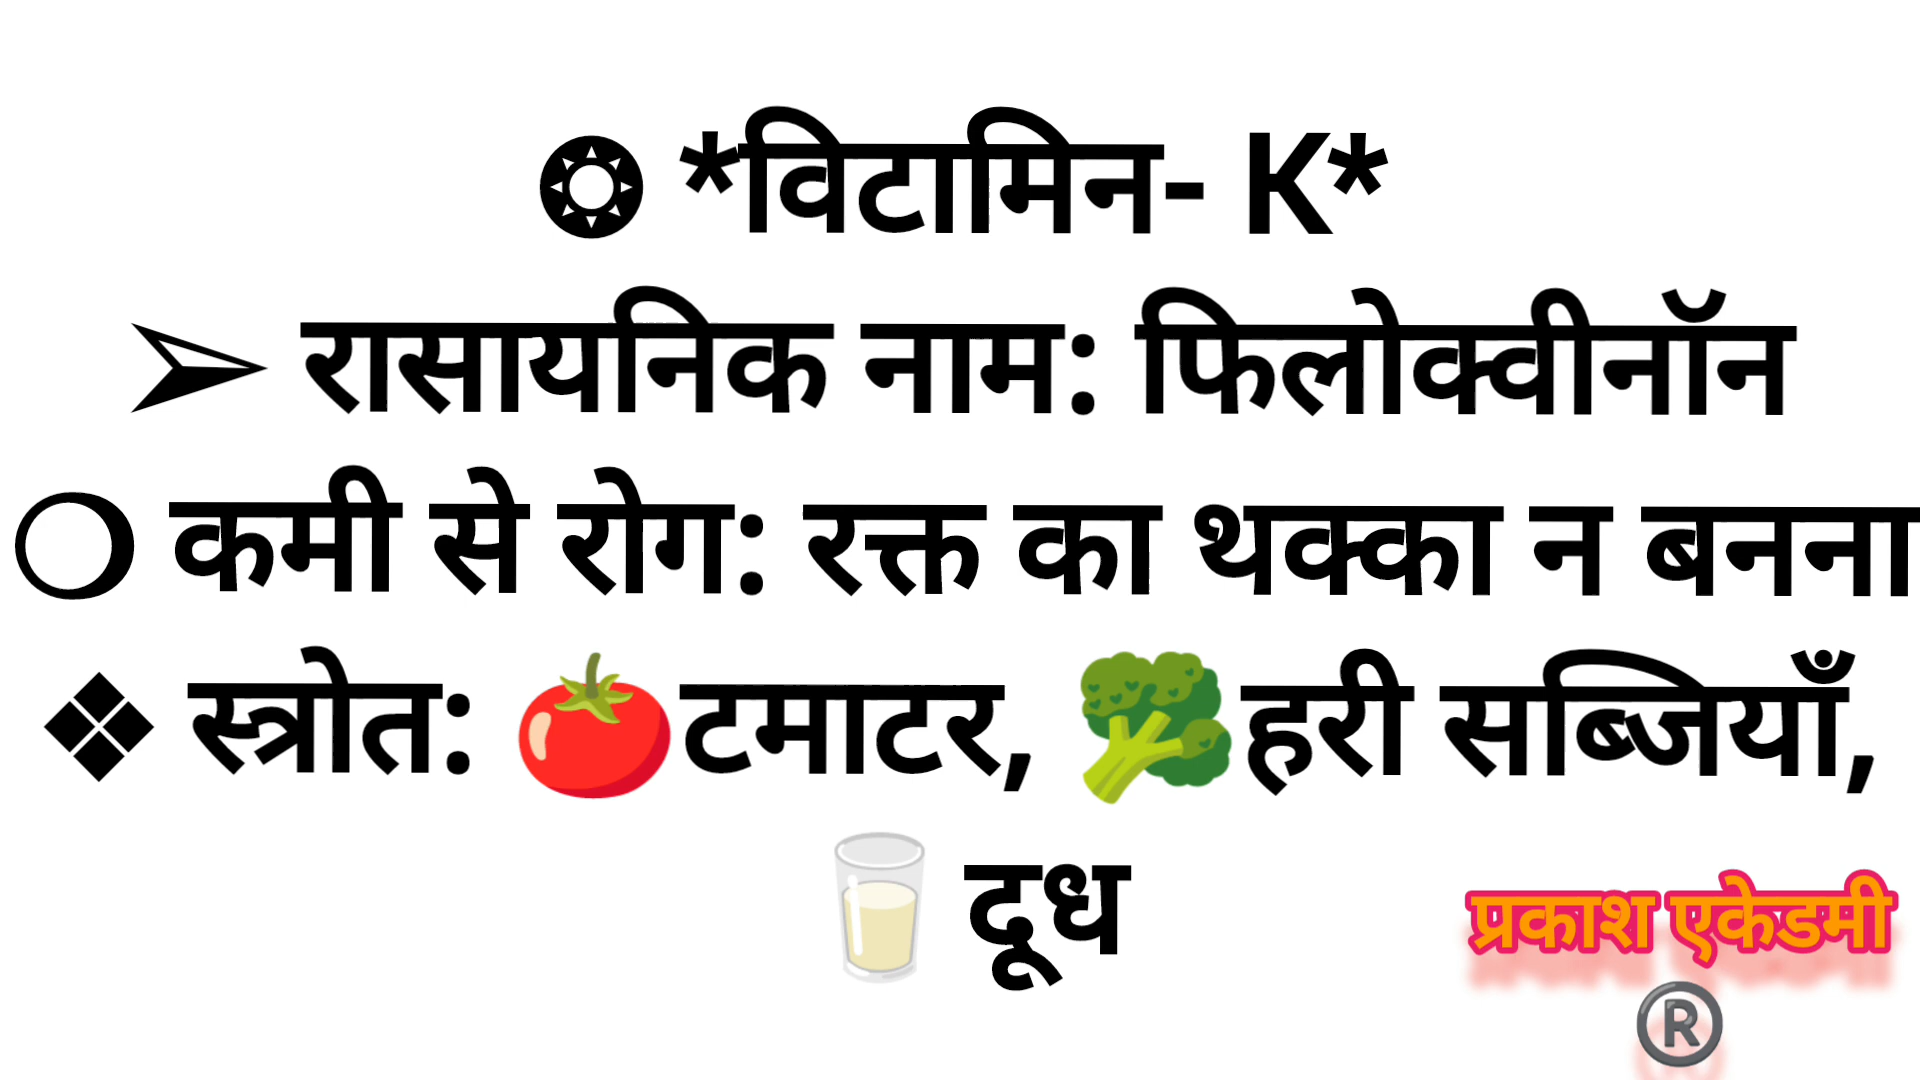 ❂ *विटामिन- K*
➢ रासायनिक नाम: फिलोक्वीनॉन
❍ कमी से रोग: रक्त का थक्का न बनना
❖ स्त्रोत: 🍅टमाटर, 🥦हरी सब्जियाँ,
🥛 दूध
प्रकाश एकेडमी
®